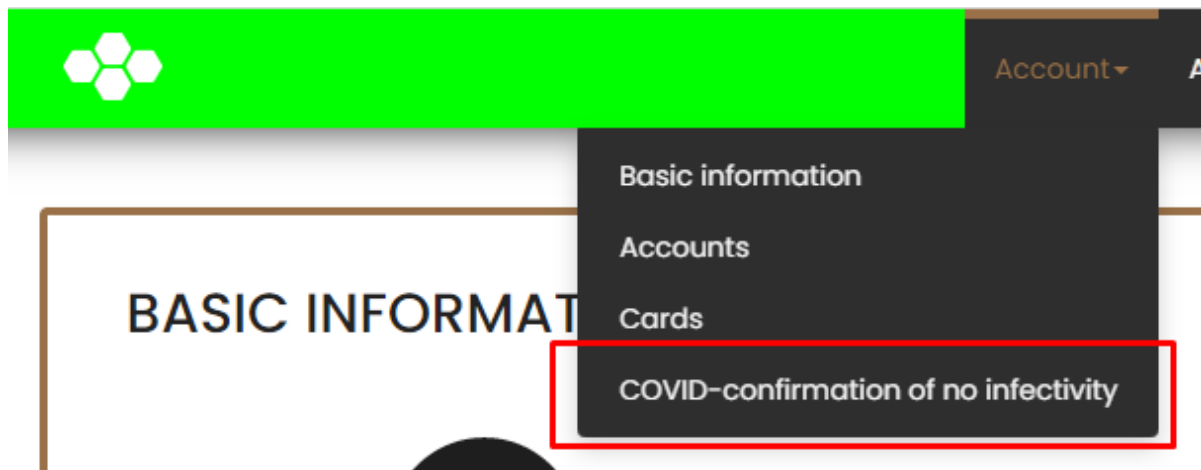 Account
Basic information
Accounts
BASIC INFORMAT
Cards
COVID-confirmation of no infectivity